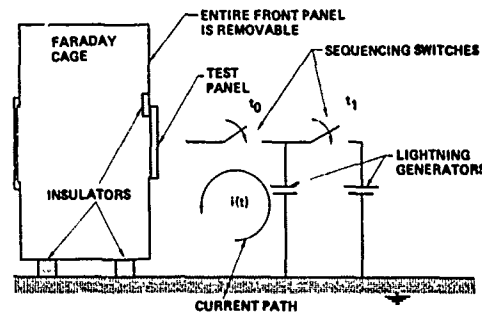 ENTIRE FRONT PANEL
IS REMOVABLE
FARADAY
CAGE
SEQUENCING SWITCHES
TEST
PANEL
t0
t1
LIGHTNING
GENERATORS
INSULATORS
i(t)
CURRENT PATH